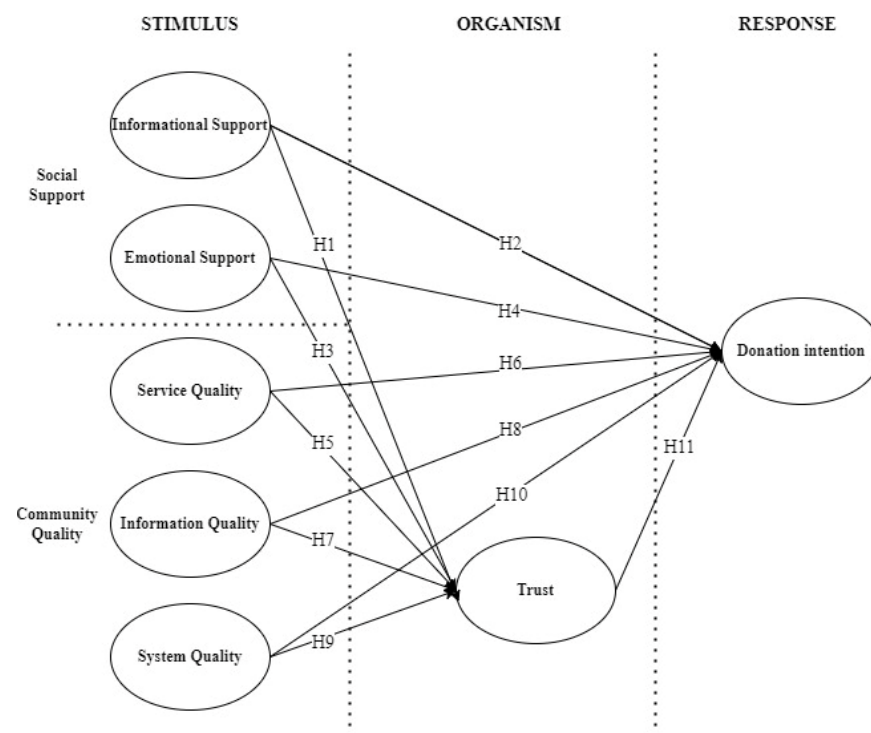 STIMULUS
ORGANISM
RESPONSE
Informational Support
Social
Support
H1
H2
Emotional Support
H4
H3
Donation intention
H6
Service Quality
H5
H8
H11
H10
Community
Quality
Information Quality
H7
Trust
H9
System Quality